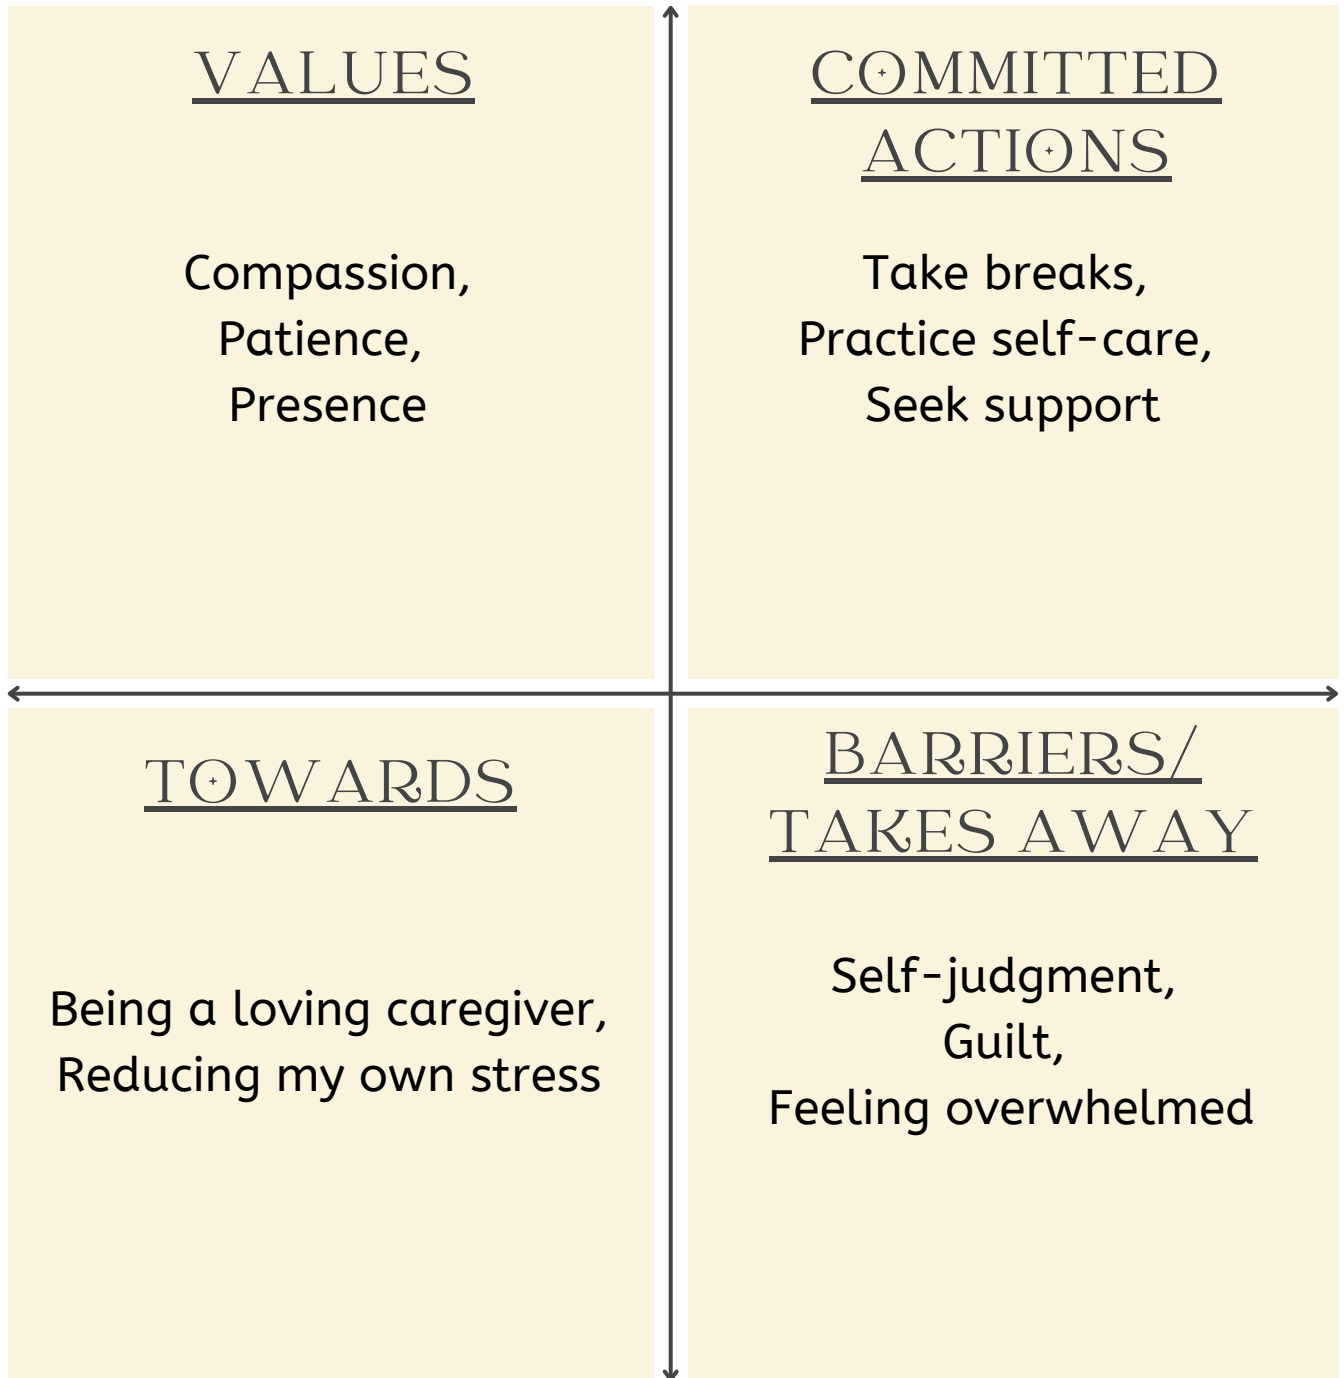 VALUES
Compassion,
Patience,
Presence
COMMITTED
ACTIONS
Take breaks,
Practice self-care,
Seek support
TOWARDS
Being a loving caregiver,
Reducing my own stress
BARRIERS/
TAKES AWAY
Self-judgment,
Guilt,
Feeling overwhelmed